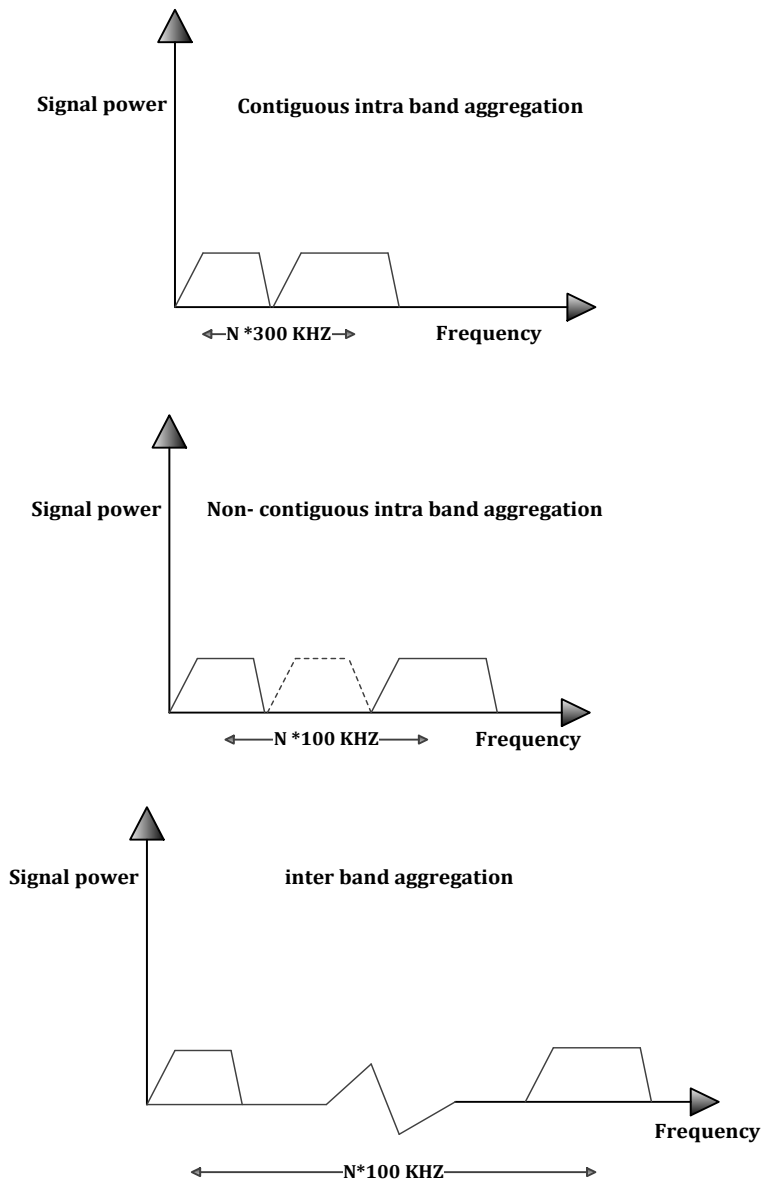 Signal power
Contiguous intra band aggregation
N *300 KHZ
Frequency
Signal power
Non- contiguous intra band aggregation
N *100 KHZ
Frequency
Signal power
inter band aggregation
Frequency
N*100 KHZ